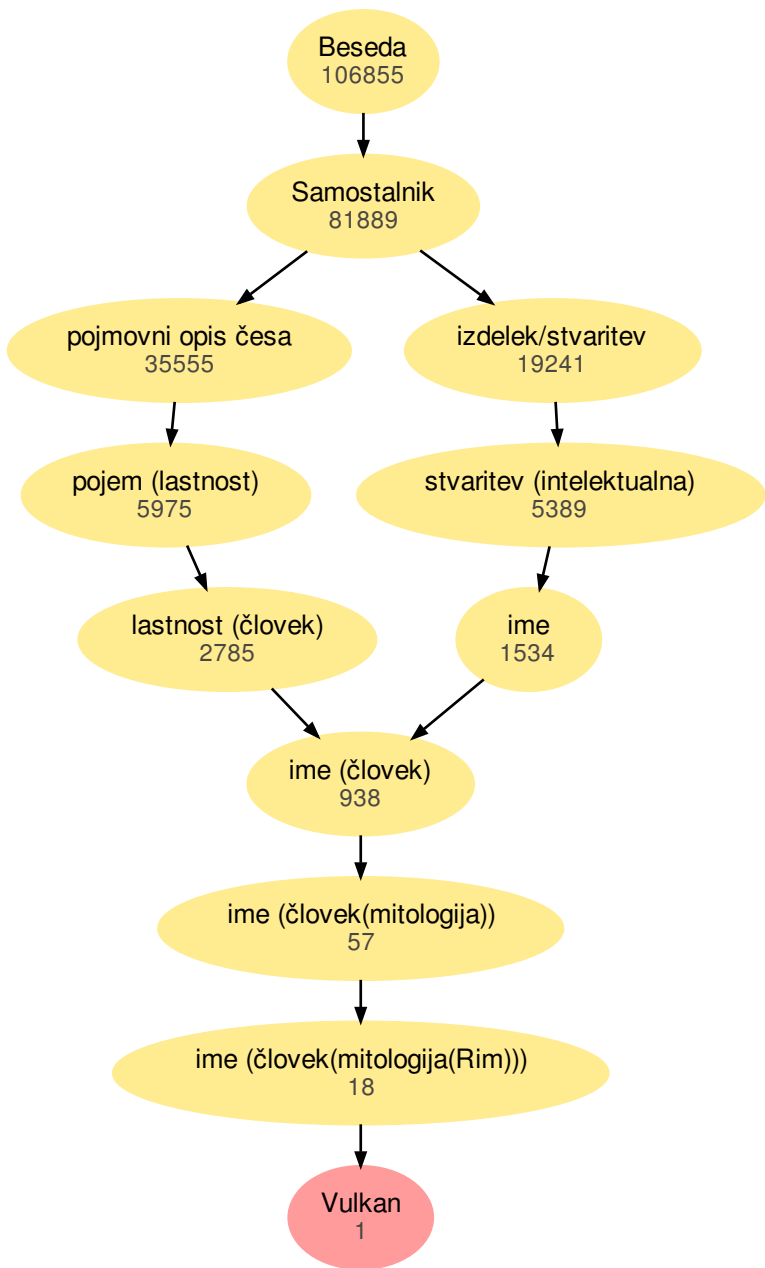 Beseda
106855
Samostalnik
81889
pojmovni opis česa
35555
izdelek/stvaritev
19241
pojem (lastnost)
5975
stvaritev (intelektualna)
5389
lastnost (človek)
2785
ime
1534
ime (človek)
938
ime (človek(mitologija))
57
ime (človek(mitologija(Rim)))
18
Vulkan
1